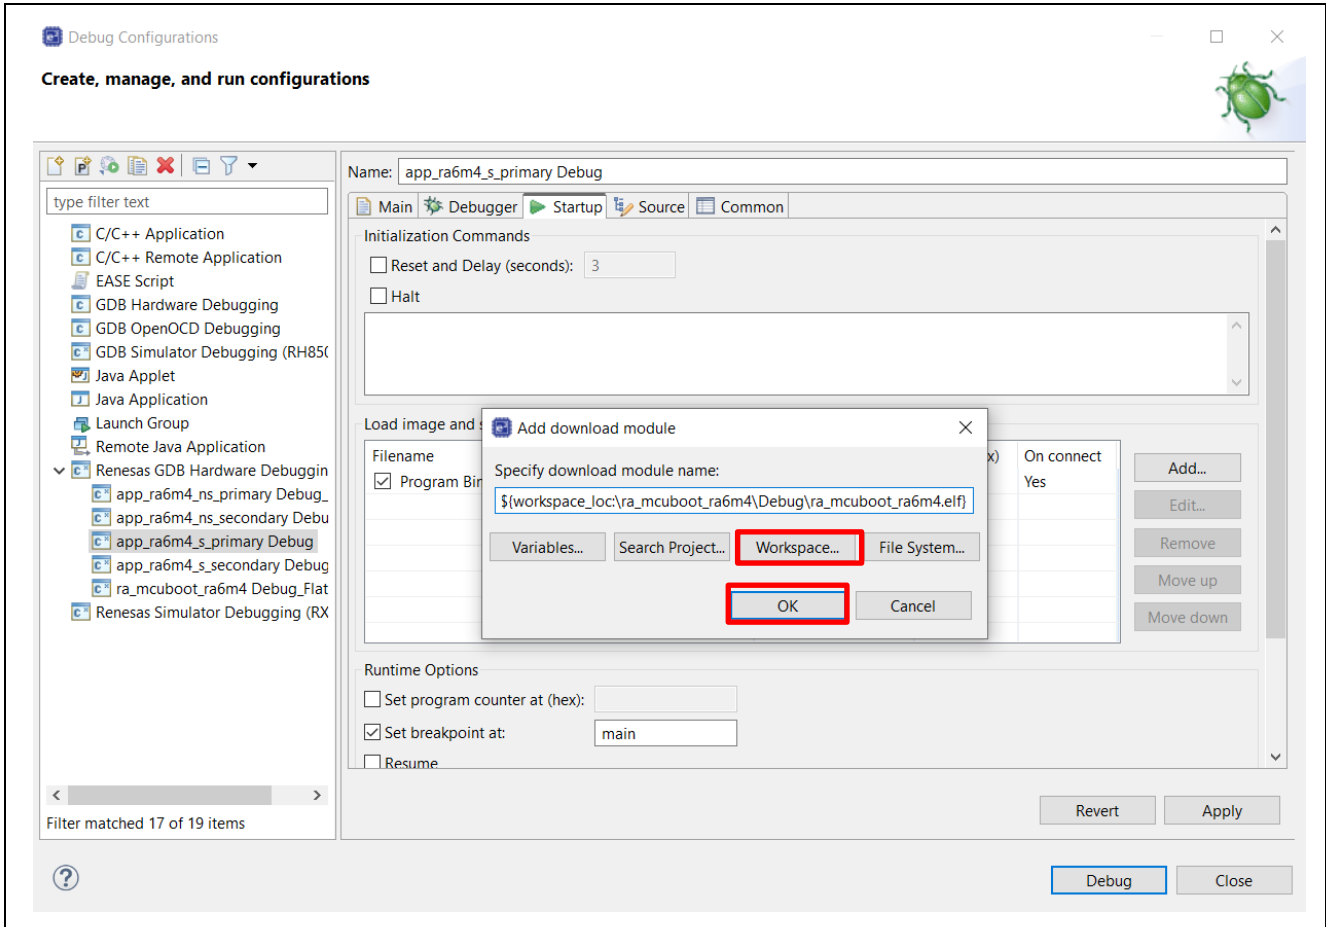 Debug Configurations
Create, manage, and run configurations
type filter text
C/C++ Application
C/C++ Remote Application
EASE Script
GDB Hardware Debugging
GDB OpenOCD Debugging
GDB Simulator Debugging (RH850
Java Applet
Java Application
Launch Group
Remote Java Application
Renesas GDB Hardware Debuggin
app_ra6m4_ns_primary Debug_
app_ra6m4_ns_secondary Debu
app_ra6m4_s_primary Debug
app_ra6m4_s_secondary Debug
ra_mcuboot_ra6m4 Debug_Flat
Renesas Simulator Debugging (RX
Filter matched 17 of 19 items
Name: app_ra6m4_s_primary Debug
Main Debugger Startup Source Common
Initialization Commands
Reset and Delay (seconds): 3
Halt
Load image and
Filename x) On connect
Program Bin Yes
Add...
Edit...
Remove
Move up
Move down
Add download module
Specify download module name:
${workspace_loc:\ra_mcuboot_ra6m4\Debug\ra_mcuboot_ra6m4.elf}
Variables... Search Project... Workspace... File System...
OK Cancel
Runtime Options
Set program counter at (hex):
Set breakpoint at: main
Resume
Revert Apply
Debug Close